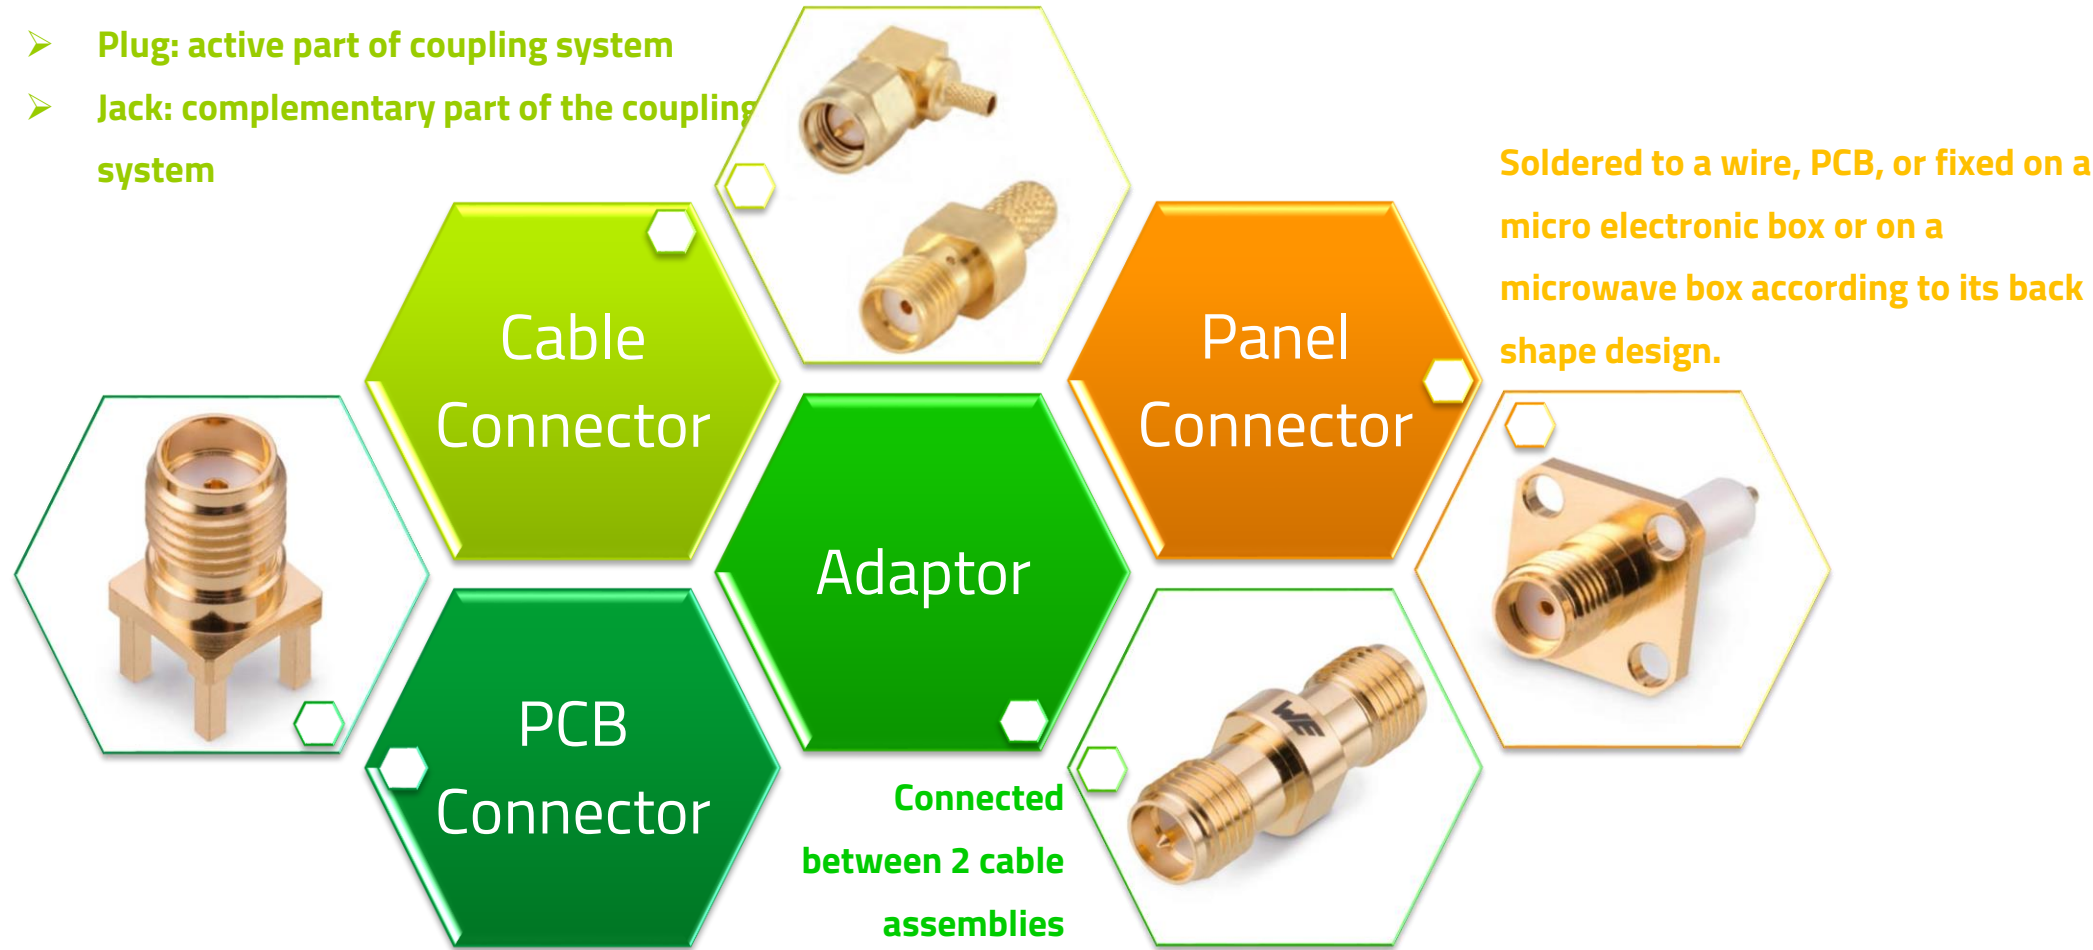 Plug: active part of coupling system
Jack: complementary part of the coupling
system
Soldered to a wire, PCB, or fixed on a
micro electronic box or on a
microwave box according to its back
shape design.
Cable
Connector
Panel
Connector
Adaptor
PCB
Connector
WE
Connected
between 2 cable
assemblies